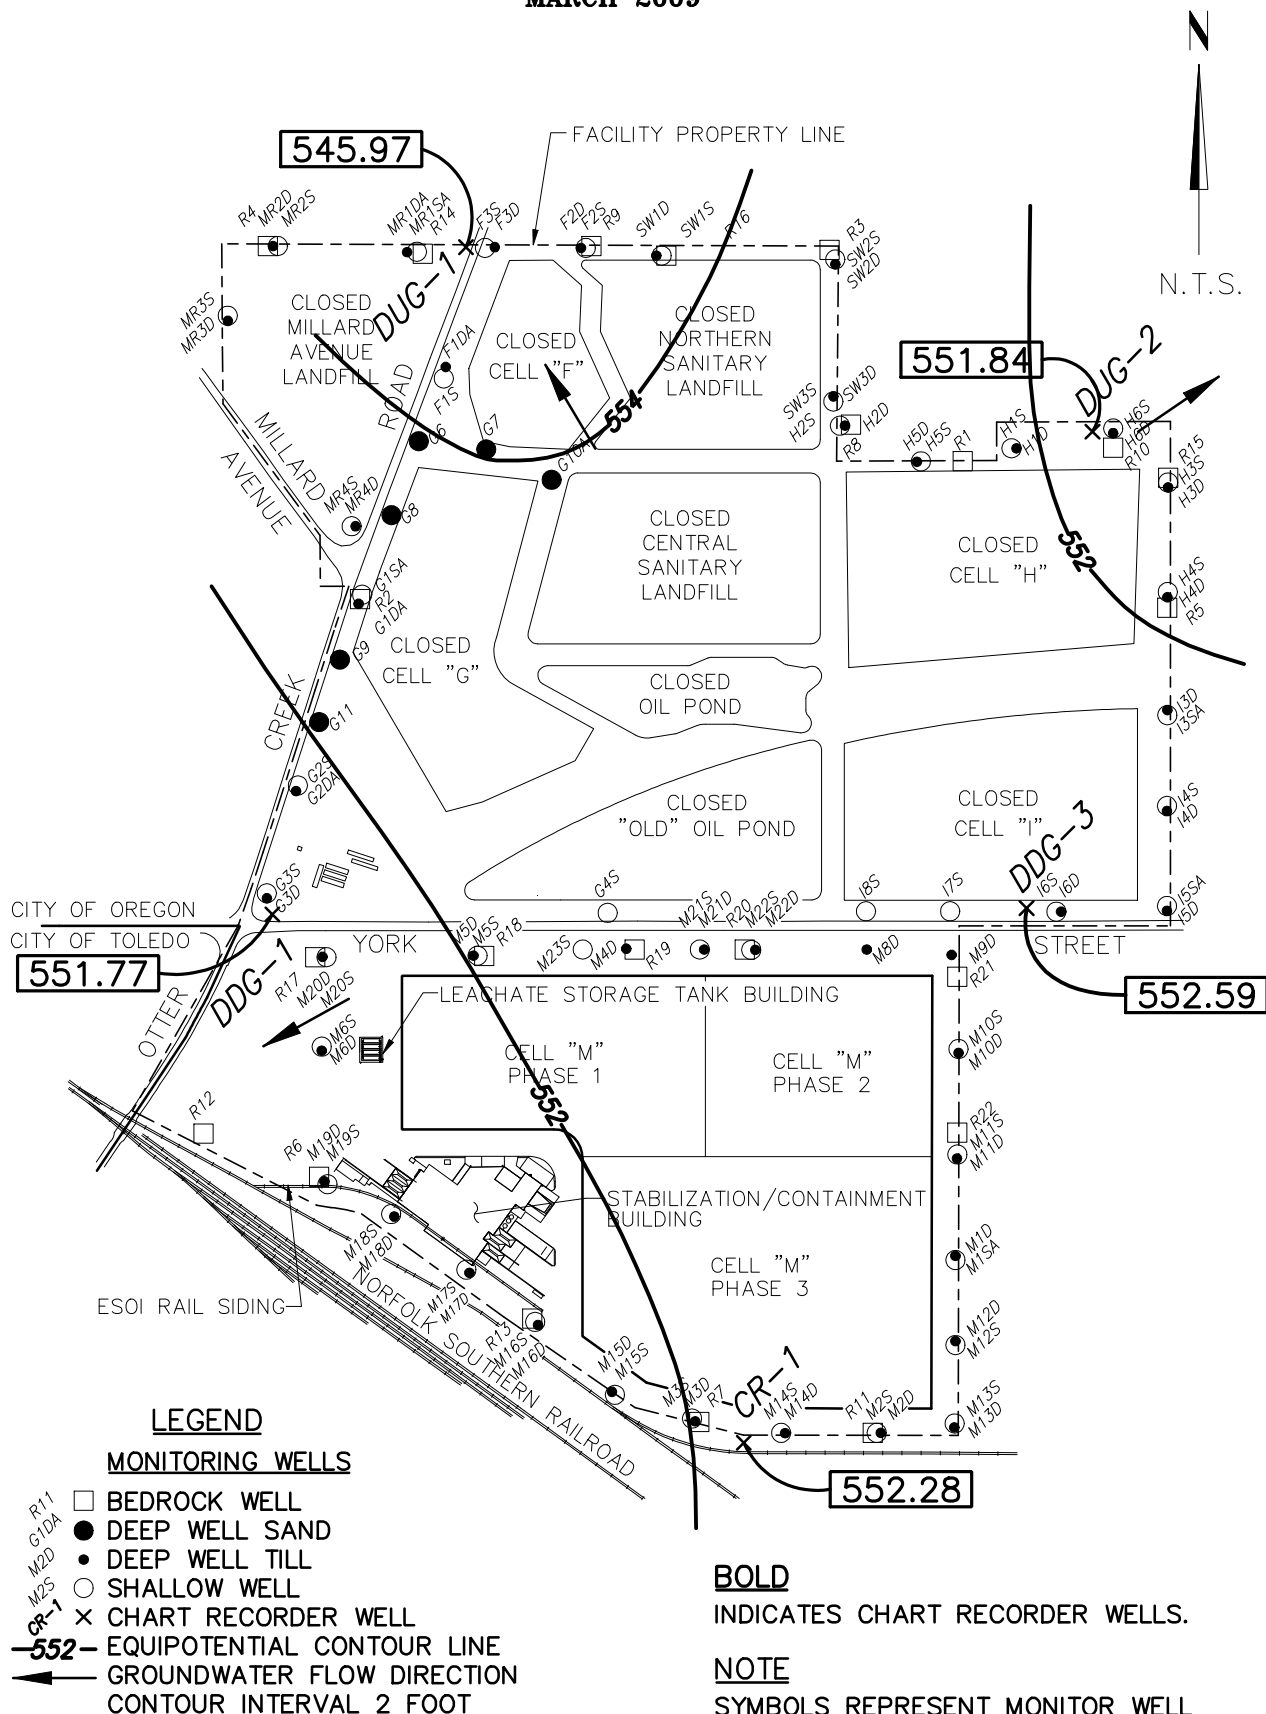 MARCH 2009
N
N.T.S.
545.97
FACILITY PROPERTY LINE
R4
MR2D
MR2S
MR1DA
MR1SA
R14
F3S
F3D
F2D
F2S
R9
SW1D
SW1S
R16
R3
SW2S
SW2D
DUG-1
MR3S
MR3D
CLOSED
MILLARD
AVENUE
LANDFILL
F1DA
F1S
CLOSED
CELL "F"
CLOSED
NORTHERN
SANITARY
LANDFILL
551.84
DUG-2
554
SW3S
SW3D
H2S
H2D
R8
H5D
H5S
R1
H1S
H1D
H6S
H6D
R10
R15
H3S
H3D
ROAD
MILLARD
AVENUE
G6
G7
G10A
MR4S
MR4D
G8
CLOSED
CENTRAL
SANITARY
LANDFILL
CLOSED
CELL "H"
552
H4S
H4D
R5
G1SA
R2
G1DA
CLOSED
CELL "G"
G9
CLOSED
OIL POND
I3D
I3SA
CREEK
G11
G2S
G2DA
CLOSED
"OLD" OIL POND
CLOSED
CELL "I"
I4S
I4D
DDG-3
G3S
G3D
G4S
I8S
I7S
I6S
I6D
I5SA
I5D
CITY OF OREGON
CITY OF TOLEDO
551.77
YORK
STREET
DDG-1
R17
M20D
M20S
M5D
M5S
R18
M23S
M4D
R19
M21S
M21D
R20
M22S
M22D
M8D
M9D
R21
552.59
LEACHATE STORAGE TANK BUILDING
OTTER
M6S
M6D
CELL "M"
PHASE 1
CELL "M"
PHASE 2
M10S
M10D
552
R12
R22
M11S
M11D
R6
M19D
M19S
STABILIZATION/CONTAINMENT
BUILDING
M18S
M18D
M17S
M17D
CELL "M"
PHASE 3
M1D
M1SA
ESOI RAIL SIDING
NORFOLK SOUTHERN RAILROAD
R13
M16S
M16D
M15D
M15S
M12D
M12S
M3S
M3D
R7
CR-1
M14S
M14D
R11
M2S
M2D
M13S
M13D
552.28
LEGEND
MONITORING WELLS
R11 BEDROCK WELL
G1DA DEEP WELL SAND
M2D DEEP WELL TILL
M2S SHALLOW WELL
CR-1 CHART RECORDER WELL
552 EQUIPOTENTIAL CONTOUR LINE
GROUNDWATER FLOW DIRECTION
CONTOUR INTERVAL 2 FOOT
BOLD
INDICATES CHART RECORDER WELLS.
NOTE
SYMBOLS REPRESENT MONITOR WELL